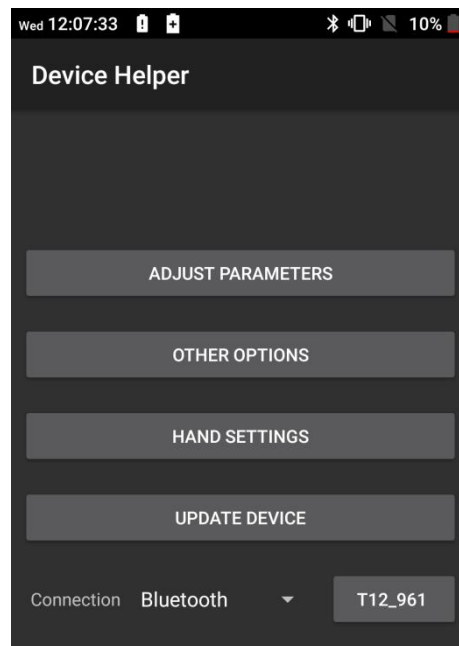 Wed 12:07:33 10%
Device Helper
ADJUST PARAMETERS
OTHER OPTIONS
HAND SETTINGS
UPDATE DEVICE
Connection Bluetooth T12_961